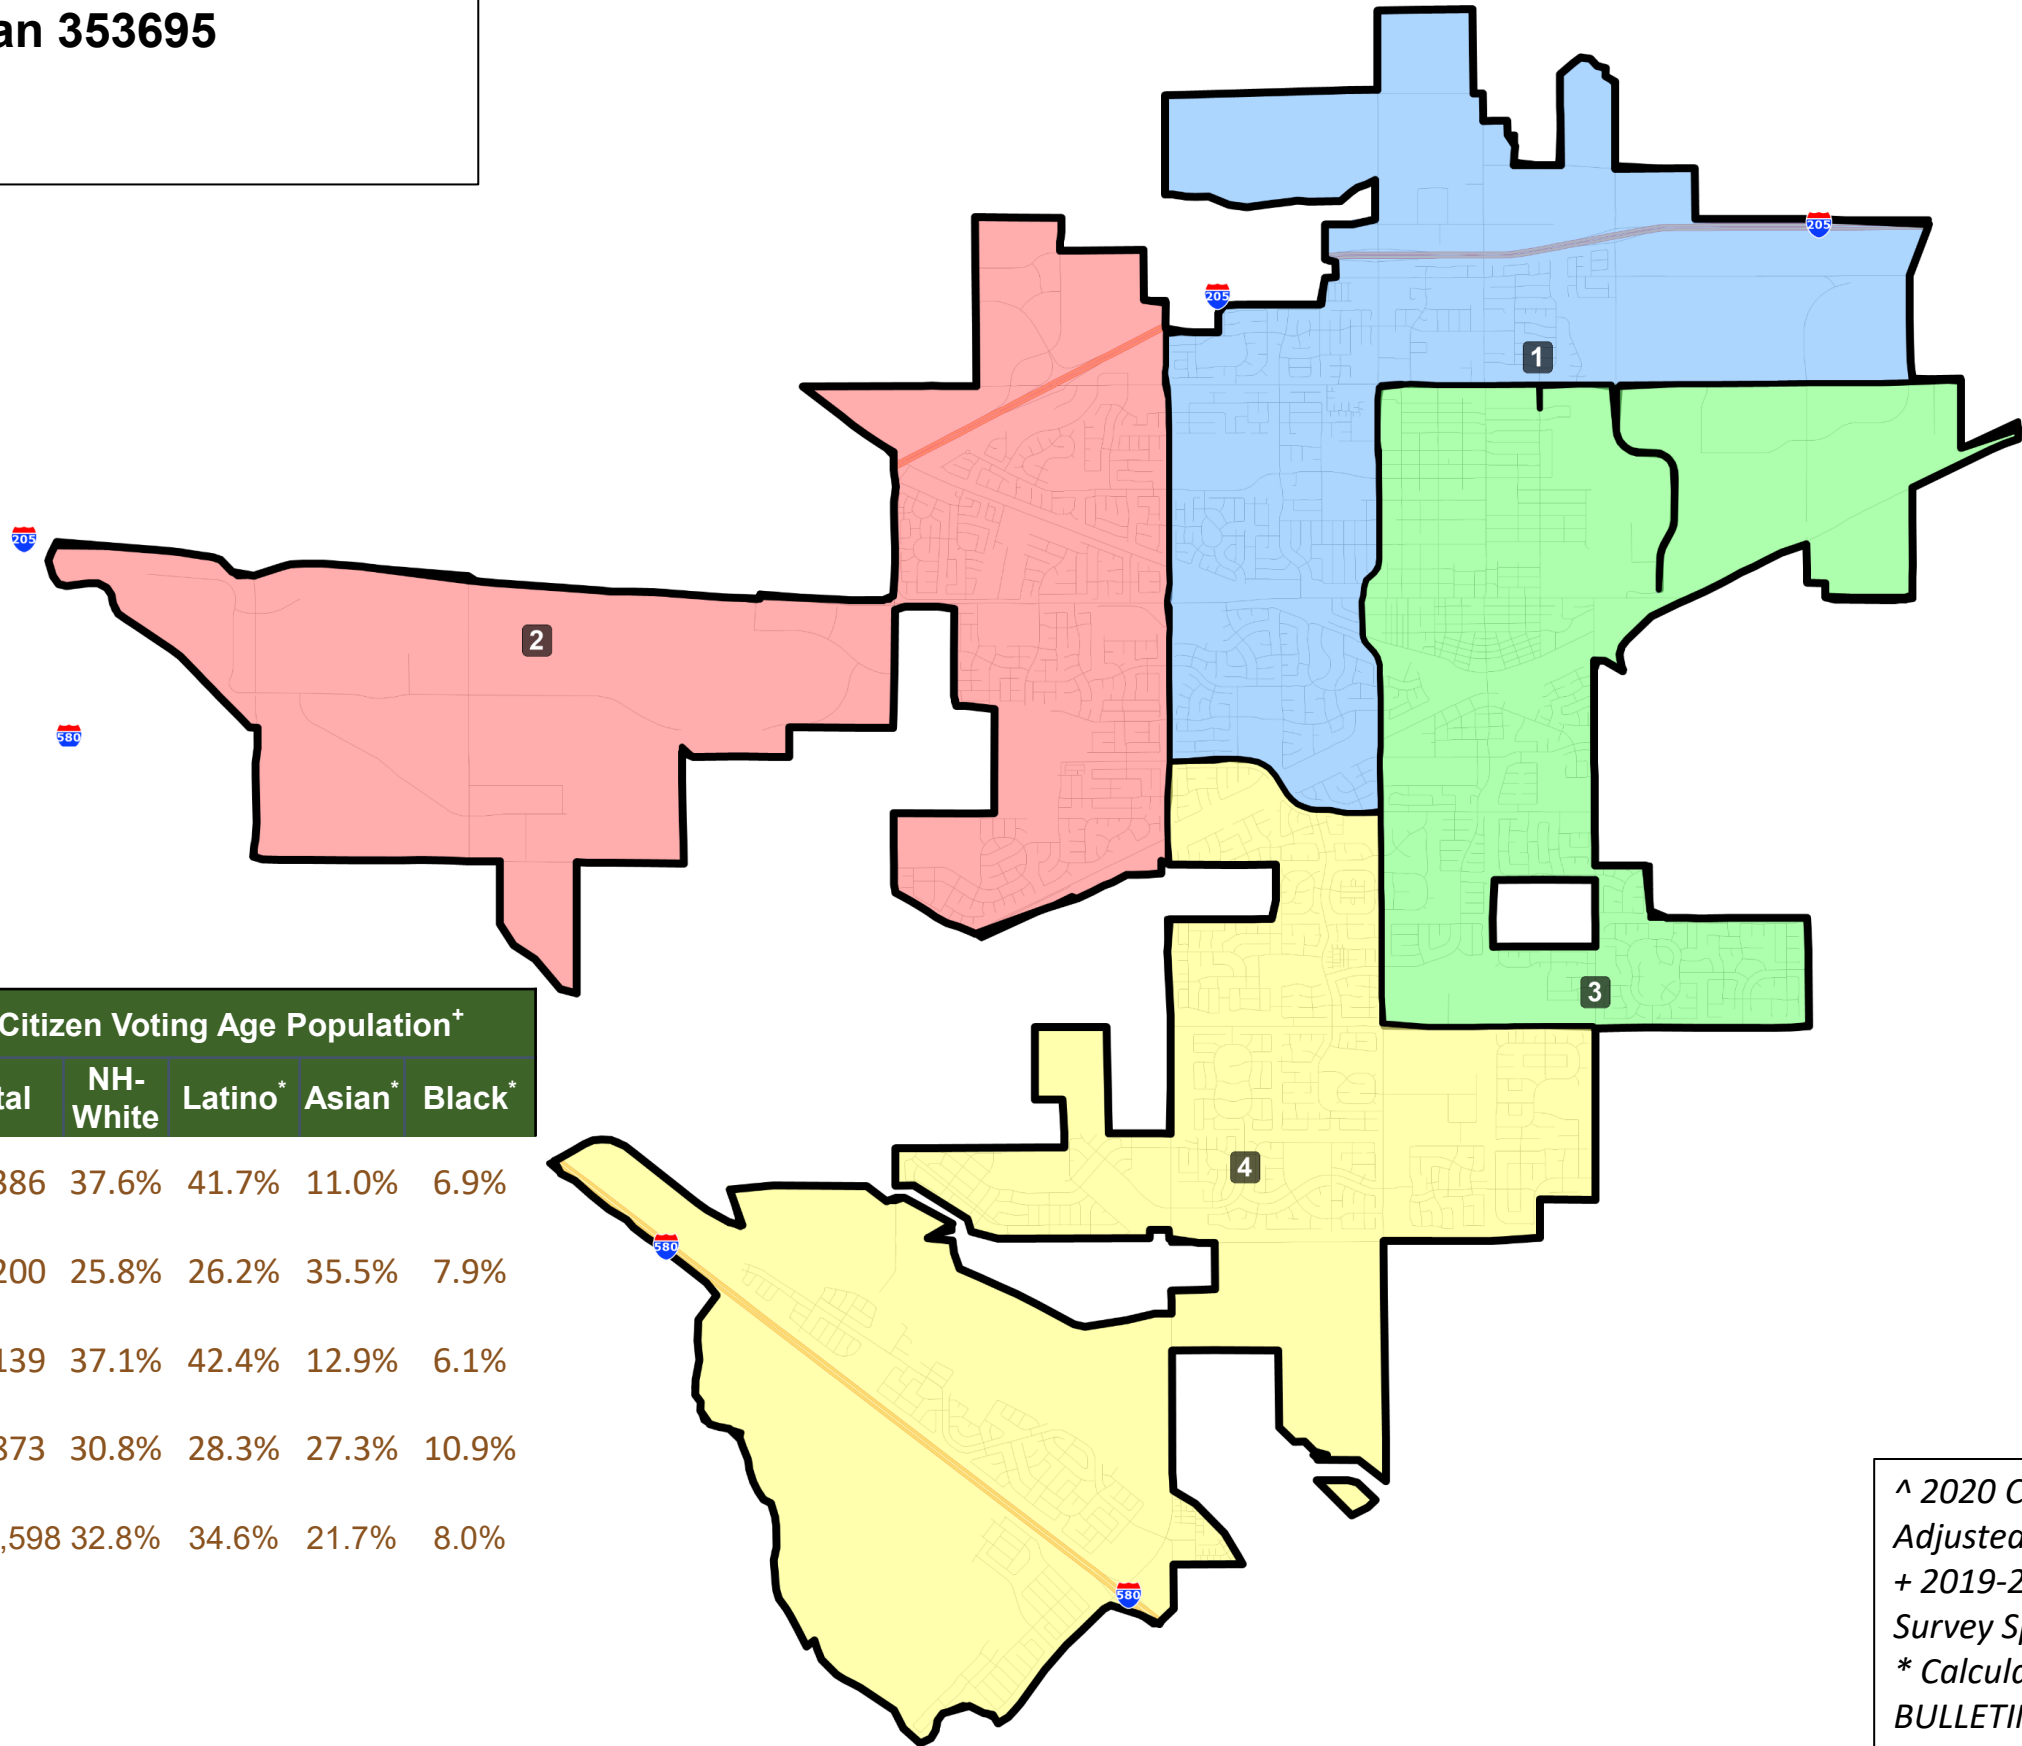 an 353695
205
205
1
205
2
580
3
Citizen Voting Age Population+
tal NH-White Latino* Asian* Black*
386 37.6% 41.7% 11.0% 6.9%
200 25.8% 26.2% 35.5% 7.9%
139 37.1% 42.4% 12.9% 6.1%
873 30.8% 28.3% 27.3% 10.9%
,598 32.8% 34.6% 21.7% 8.0%
4
580
580
^ 2020 C
Adjusted
+ 2019-2
Survey Sp
* Calcula
BULLETI